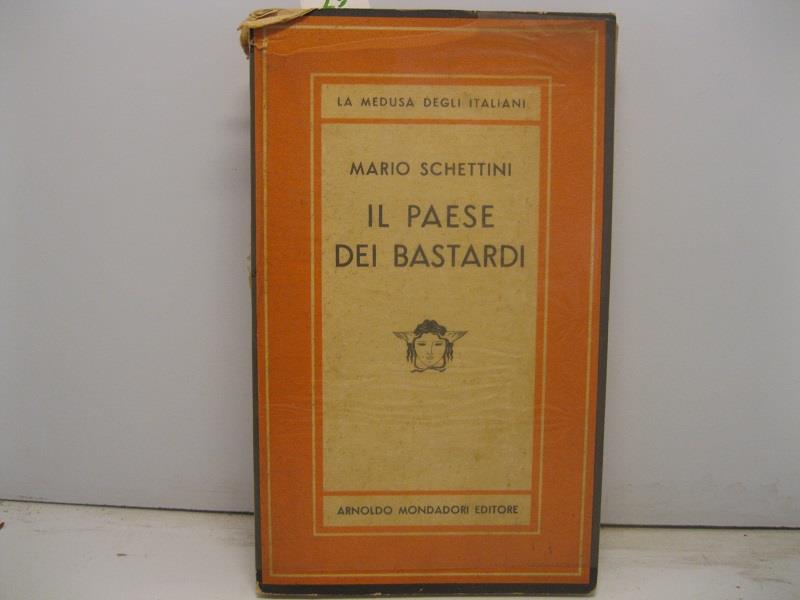 LA MEDUSA DEGLI ITALIANI
MARIO SCHETTINI
IL PAESE
DEI BASTARDI
ARNOLDO MONDADORI EDITORE